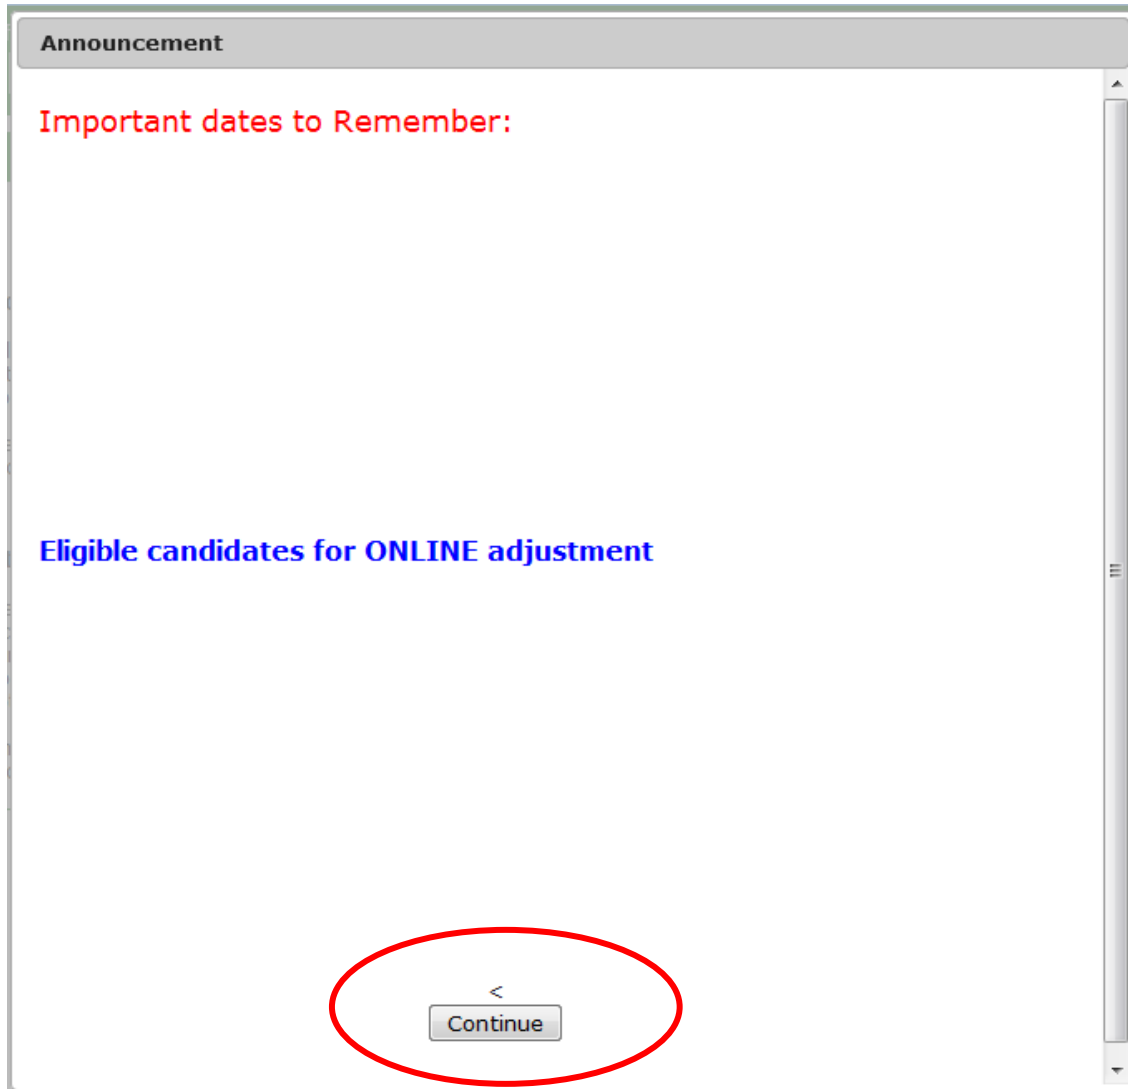 Announcement
Important dates to Remember:
Eligible candidates for ONLINE adjustment
<
Continue